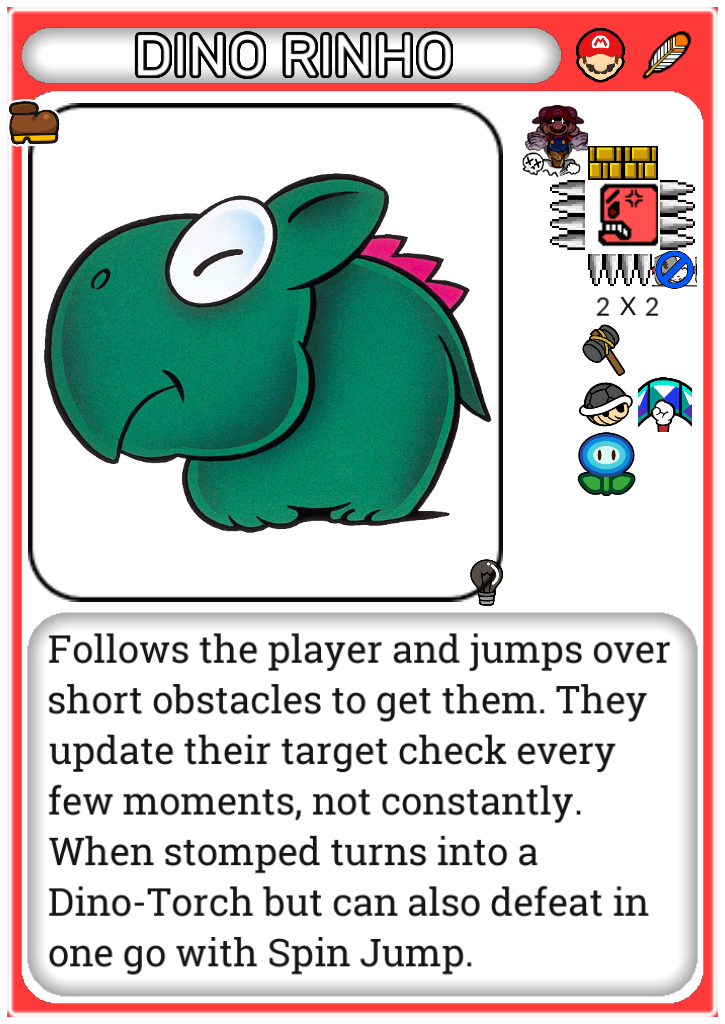 DINO RINHO
2 X 2
Follows the player and jumps over
short obstacles to get them. They
update their target check every
few moments, not constantly.
When stomped turns into a
Dino-Torch but can also defeat in
one go with Spin Jump.